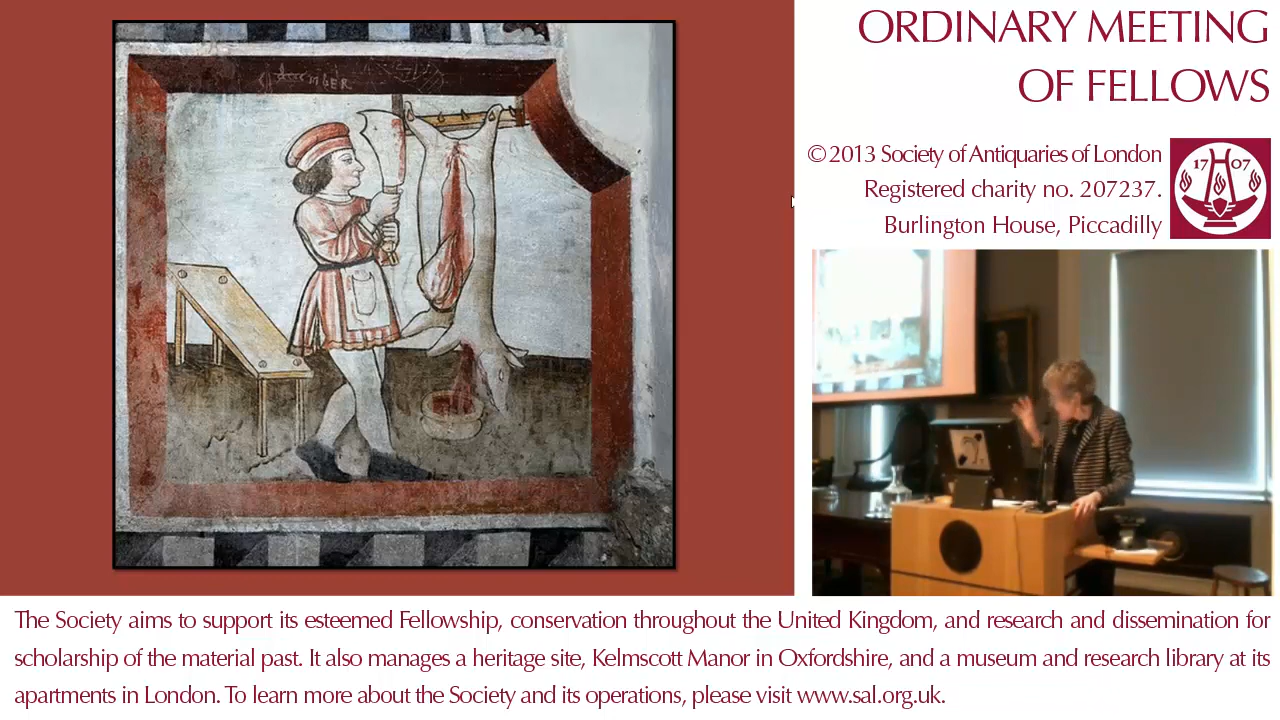 ORDINARY MEETING
OF FELLOWS
© 2013 Society of Antiquaries of London
Registered charity no. 207237.
Burlington House, Piccadilly
1707
The Society aims to support its esteemed Fellowship, conservation throughout the United Kingdom, and research and dissemination for
scholarship of the material past. It also manages a heritage site, Kelmscott Manor in Oxfordshire, and a museum and research library at its
apartments in London. To learn more about the Society and its operations, please visit www.sal.org.uk.